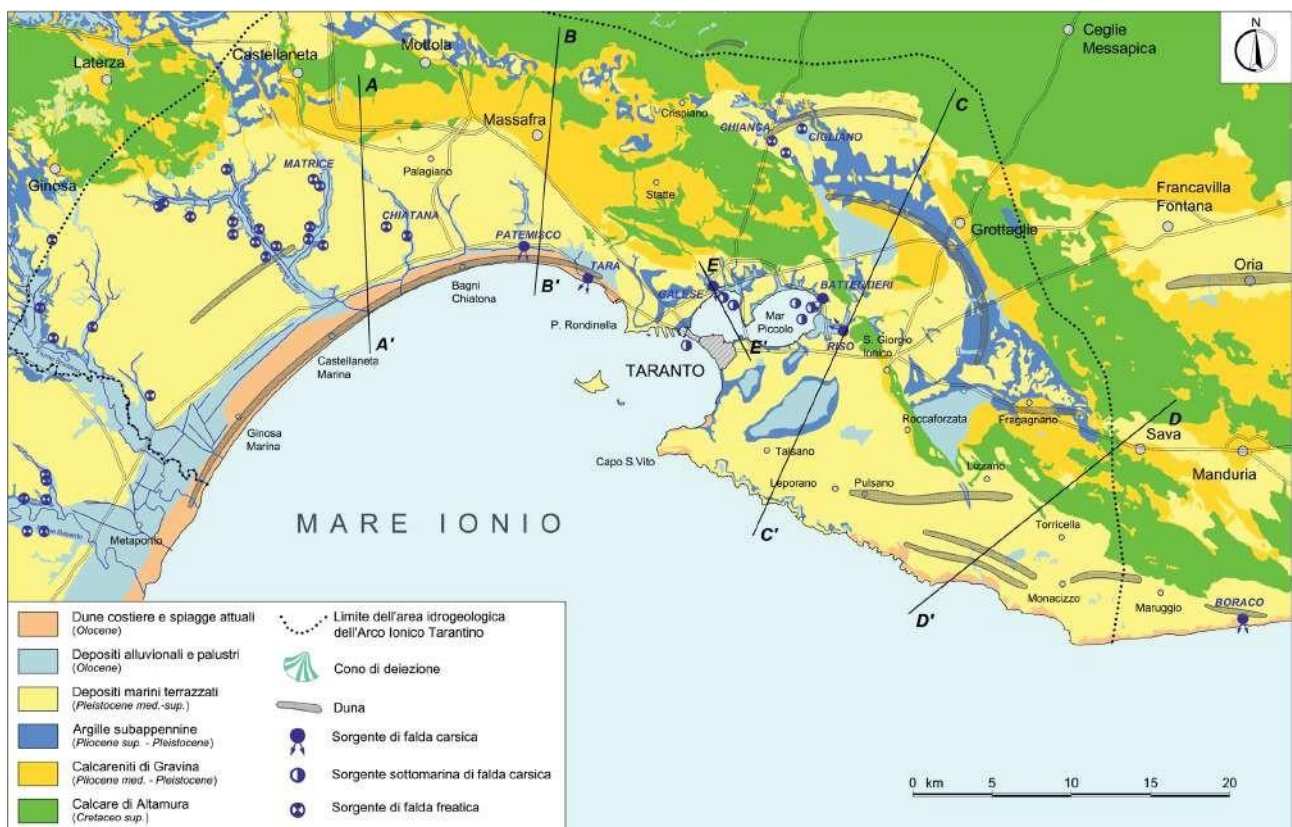 N
Ceglie
Messapica
B
Mottola
Castellaneta
Laterza
A
C
Crispiano
Massafra
CHIANCA
CIGLIANO
MATRICE
Palagiano
Ginosa
Statte
Francavilla
Fontana
Grottaglie
CHIATANA
PATEMISCO
TARA
E
BATTENTIERI
Oria
GALESE
Bagni
Chiatona
B'
Mar
Piccolo
P. Rondinella
RISO
E'
S. Giorgio
Ionico
Castellaneta
Marina
A'
TARANTO
Ginosa
Marina
Roccaforzata
Fragagnano
D
Sava
Capo S.Vito
Talsano
Lizzano
Manduria
Leporano
Pulsano
MARE IONIO
Metaponto
C'
Torricella
Monacizzo
Maruggio
BORACO
D'
Dune costiere e spiagge attuali
(Olocene)
Depositi alluvionali e palustri
(Olocene)
Depositi marini terrazzati
(Pleistocene med.-sup.)
Argille subappennine
(Pliocene sup. - Pleistocene)
Calcareniti di Gravina
(Pliocene med. - Pleistocene)
Calcare di Altamura
(Cretaceo sup.)
Limite dell'area idrogeologica
dell'Arco Ionico Tarantino
Cono di deiezione
Duna
Sorgente di falda carsica
Sorgente sottomarina di falda carsica
Sorgente di falda freatica
0 km 5 10 15 20